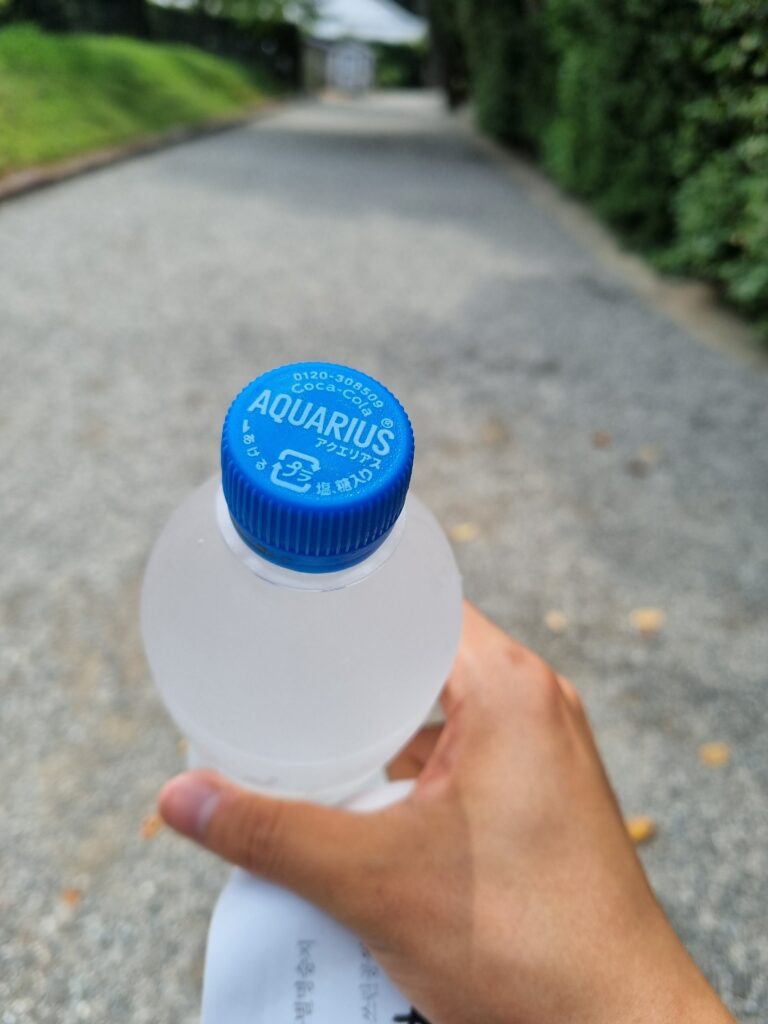 0120-308509
Coca-Cola
AQUARIUS®
アクエリアス
あける
プラ
塩、糖入り